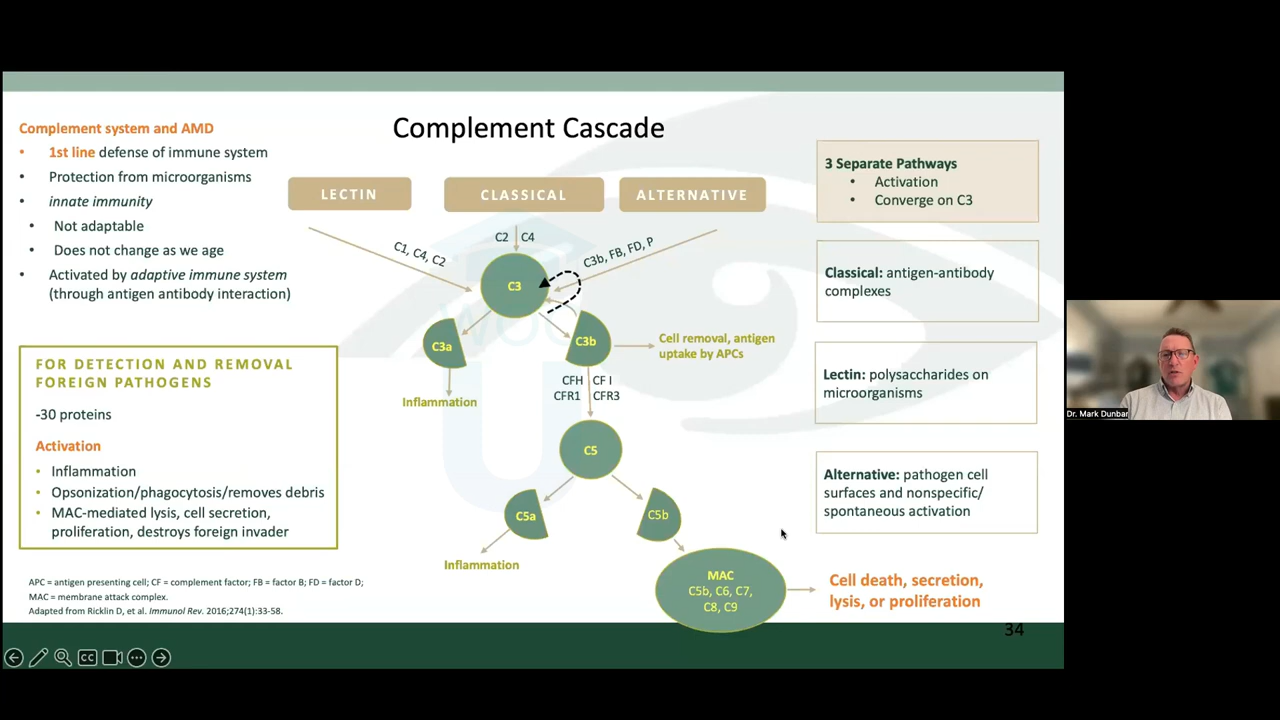 Complement Cascade
Complement system and AMD
• 1st line defense of immune system
• Protection from microorganisms
• innate immunity
• Not adaptable
• Does not change as we age
• Activated by adaptive immune system
(through antigen antibody interaction)
FOR DETECTION AND REMOVAL
FOREIGN PATHOGENS
-30 proteins
Activation
• Inflammation
• Opsonization/phagocytosis/removes debris
• MAC-mediated lysis, cell secretion,
proliferation, destroys foreign invader
APC = antigen presenting cell; CF = complement factor; FB = factor B; FD = factor D;
MAC = membrane attack complex.
Adapted from Ricklin D, et al. Immunol Rev. 2016;274(1):33-58.
LECTIN
CLASSICAL
ALTERNATIVE
C1, C4, C2
C2 C4
C3b, FB, FD, P
C3
C3a
C3b
Cell removal, antigen
uptake by APCs
Inflammation
CFH CF I
CFR1 CFR3
C5
C5a
C5b
Inflammation
MAC
C5b, C6, C7,
C8, C9
Cell death, secretion,
lysis, or proliferation
3 Separate Pathways
• Activation
• Converge on C3
Classical: antigen-antibody
complexes
Lectin: polysaccharides on
microorganisms
Alternative: pathogen cell
surfaces and nonspecific/
spontaneous activation
34
CC
Dr. Mark Dunbar